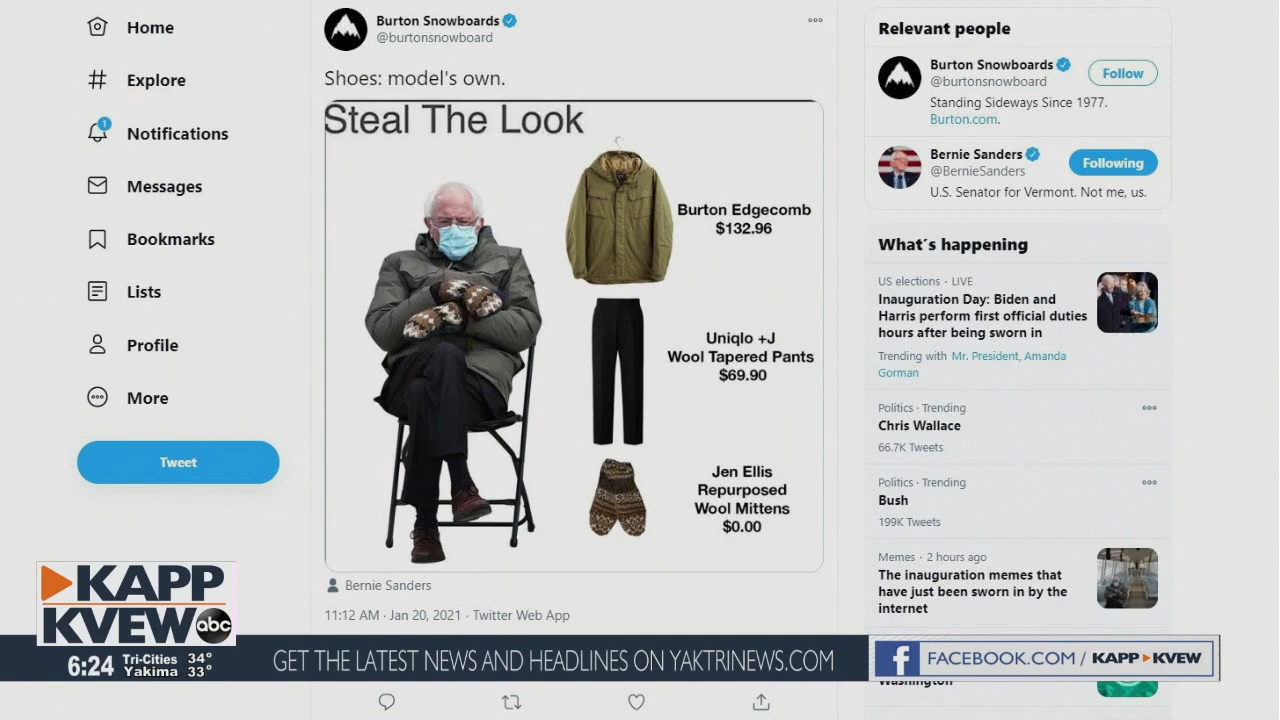 Home
Explore
1
Notifications
Messages
Bookmarks
Lists
Profile
More
Tweet
Burton Snowboards
@burtonsnowboard
Shoes: model's own.
Steal The Look
Burton Edgecomb
$132.96
Uniqlo +J
Wool Tapered Pants
$69.90
Jen Ellis
Repurposed
Wool Mittens
$0.00
Bernie Sanders
11:12 AM · Jan 20, 2021 · Twitter Web App
Relevant people
Burton Snowboards
@burtonsnowboard
Follow
Standing Sideways Since 1977.
Burton.com.
Bernie Sanders
@BernieSanders
Following
U.S. Senator for Vermont. Not me, us.
What's happening
US elections · LIVE
Inauguration Day: Biden and
Harris perform first official duties
hours after being sworn in
Trending with Mr. President, Amanda
Gorman
Politics · Trending
Chris Wallace
66.7K Tweets
Politics · Trending
Bush
199K Tweets
Memes · 2 hours ago
The inauguration memes that
have just been sworn in by the
internet
Washington
KAPP
KVEW abc
6:24 Tri-Cities 34°
Yakima 33°
GET THE LATEST NEWS AND HEADLINES ON YAKTRINEWS.COM
f FACEBOOK.COM / KAPP KVEW